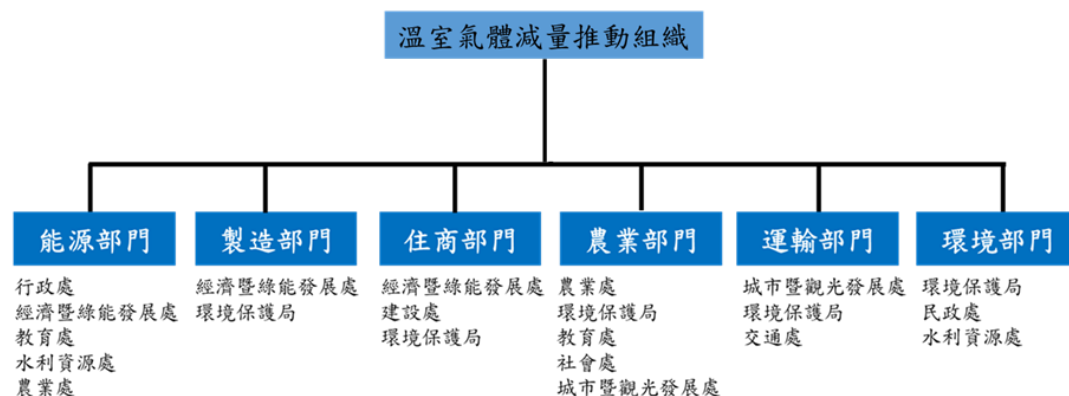 溫室氣體減量推動組織
能源部門
行政處
經濟暨綠能發展處
教育處
水利資源處
農業處
製造部門
經濟暨綠能發展處
環境保護局
住商部門
經濟暨綠能發展處
建設處
環境保護局
農業部門
農業處
環境保護局
教育處
社會處
城市暨觀光發展處
運輸部門
城市暨觀光發展處
環境保護局
交通處
環境部門
環境保護局
民政處
水利資源處